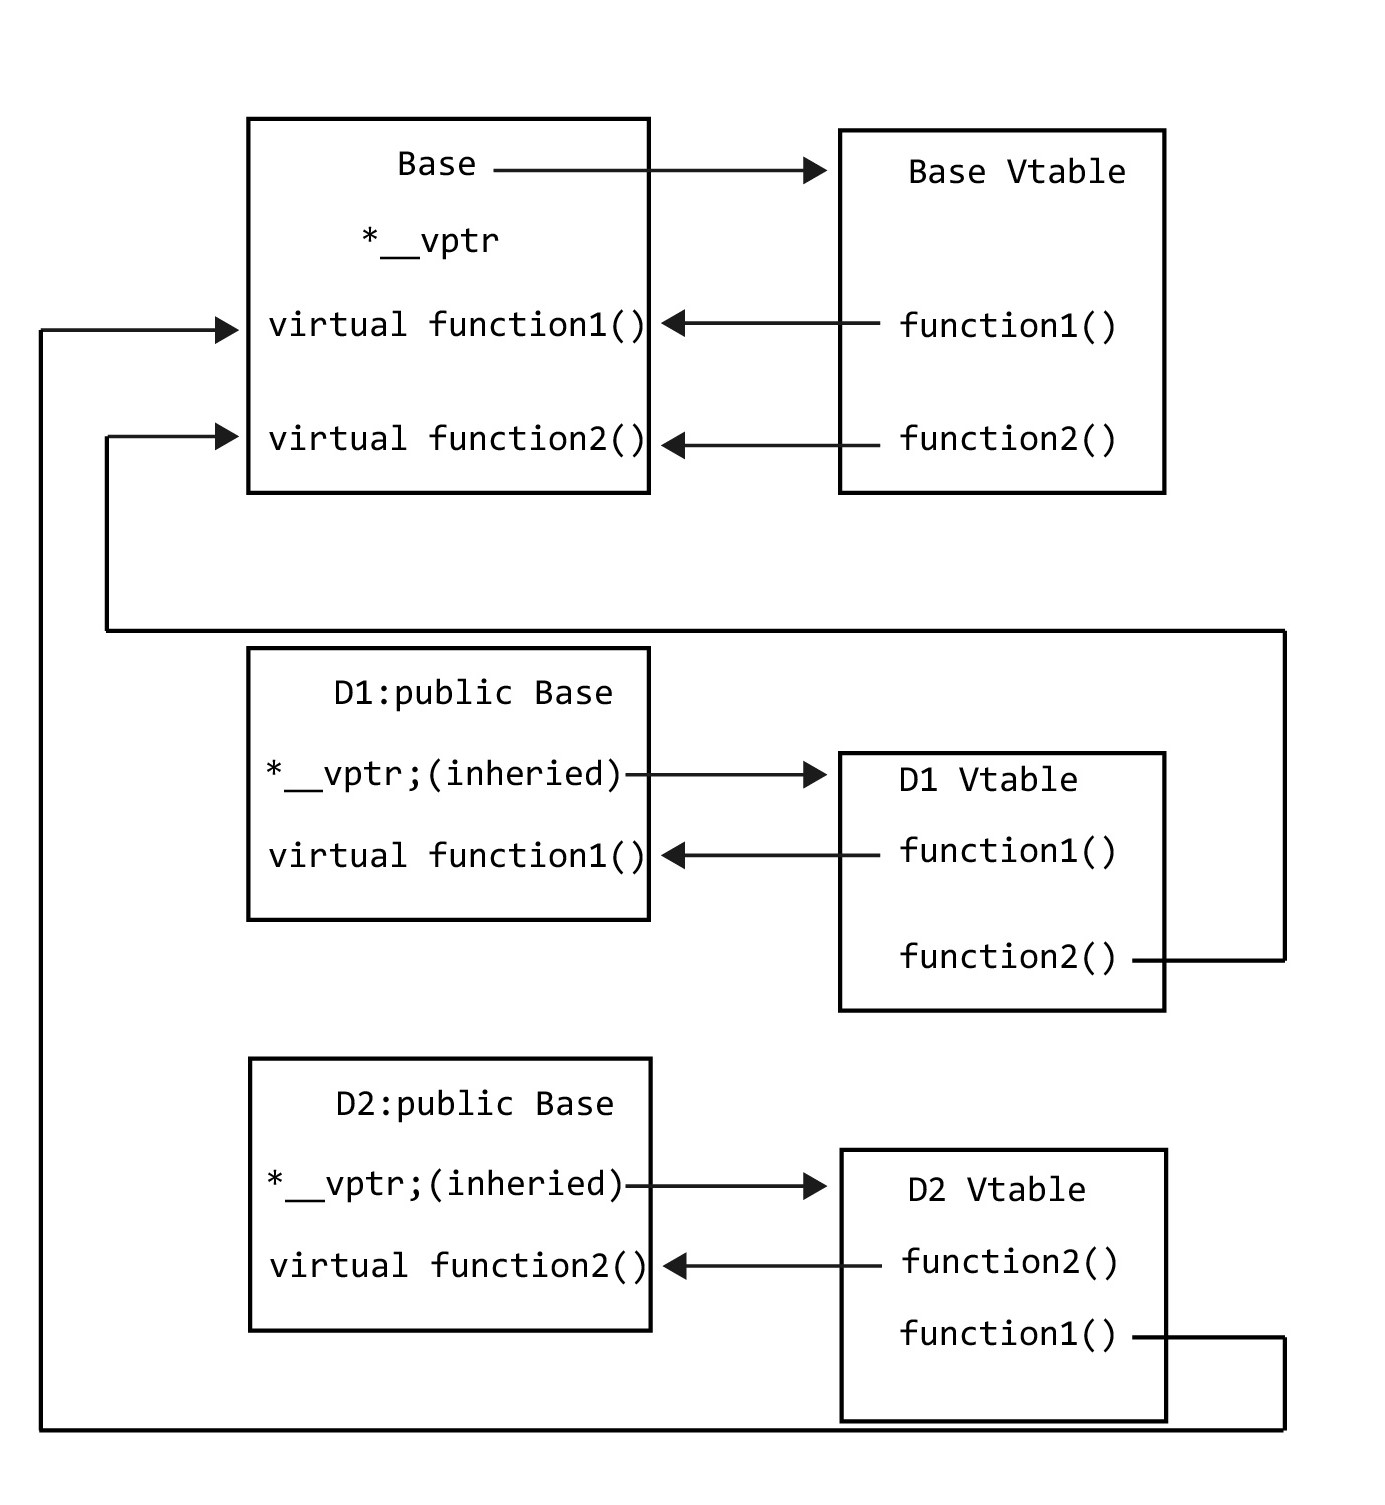 Base
*__vptr
virtual function1()
virtual function2()
Base Vtable
function1()
function2()
D1:public Base
*__vptr;(inheried)
virtual function1()
D1 Vtable
function1()
function2()
D2:public Base
*__vptr;(inheried)
virtual function2()
D2 Vtable
function2()
function1()